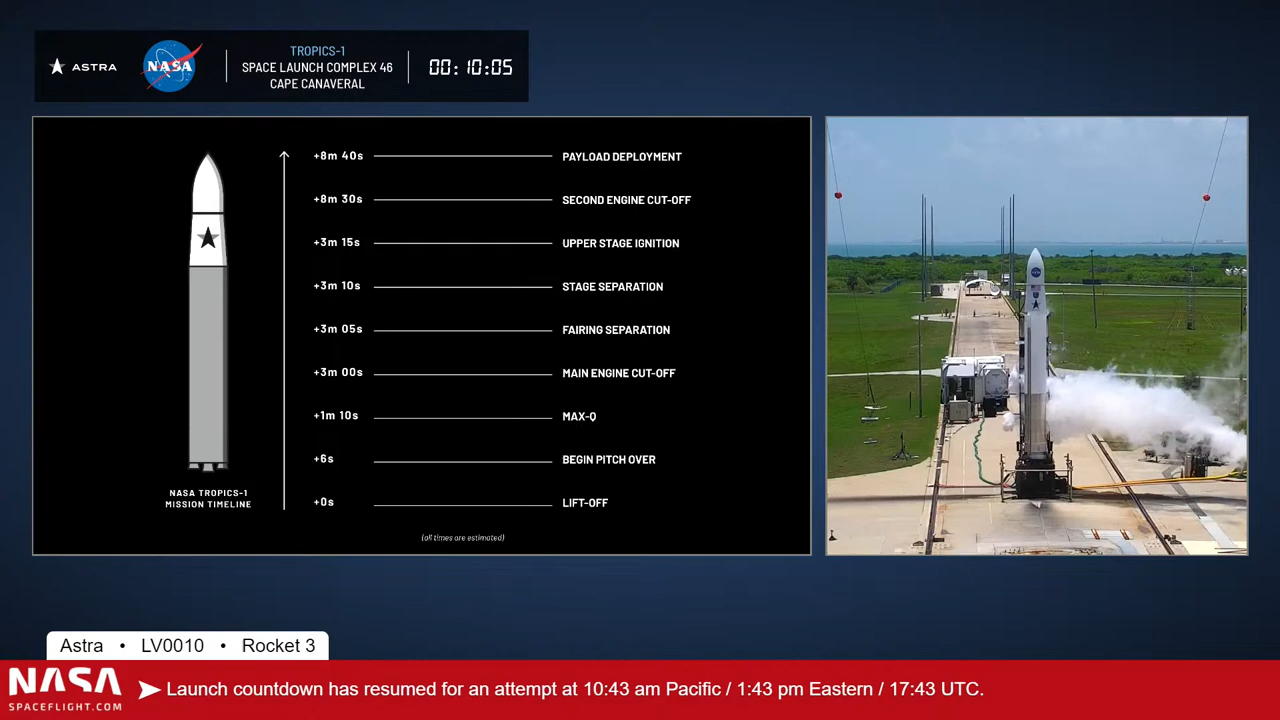 ASTRA
NASA
TROPICS-1
SPACE LAUNCH COMPLEX 46
CAPE CANAVERAL
00:10:05
+8m 40s PAYLOAD DEPLOYMENT
+8m 30s SECOND ENGINE CUT-OFF
+3m 15s UPPER STAGE IGNITION
+3m 10s STAGE SEPARATION
+3m 05s FAIRING SEPARATION
+3m 00s MAIN ENGINE CUT-OFF
+1m 10s MAX-Q
+6s BEGIN PITCH OVER
+0s LIFT-OFF
NASA TROPICS-1
MISSION TIMELINE
(all times are estimated)
Astra • LV0010 • Rocket 3
NASA
SPACEFLIGHT.COM
Launch countdown has resumed for an attempt at 10:43 am Pacific / 1:43 pm Eastern / 17:43 UTC.